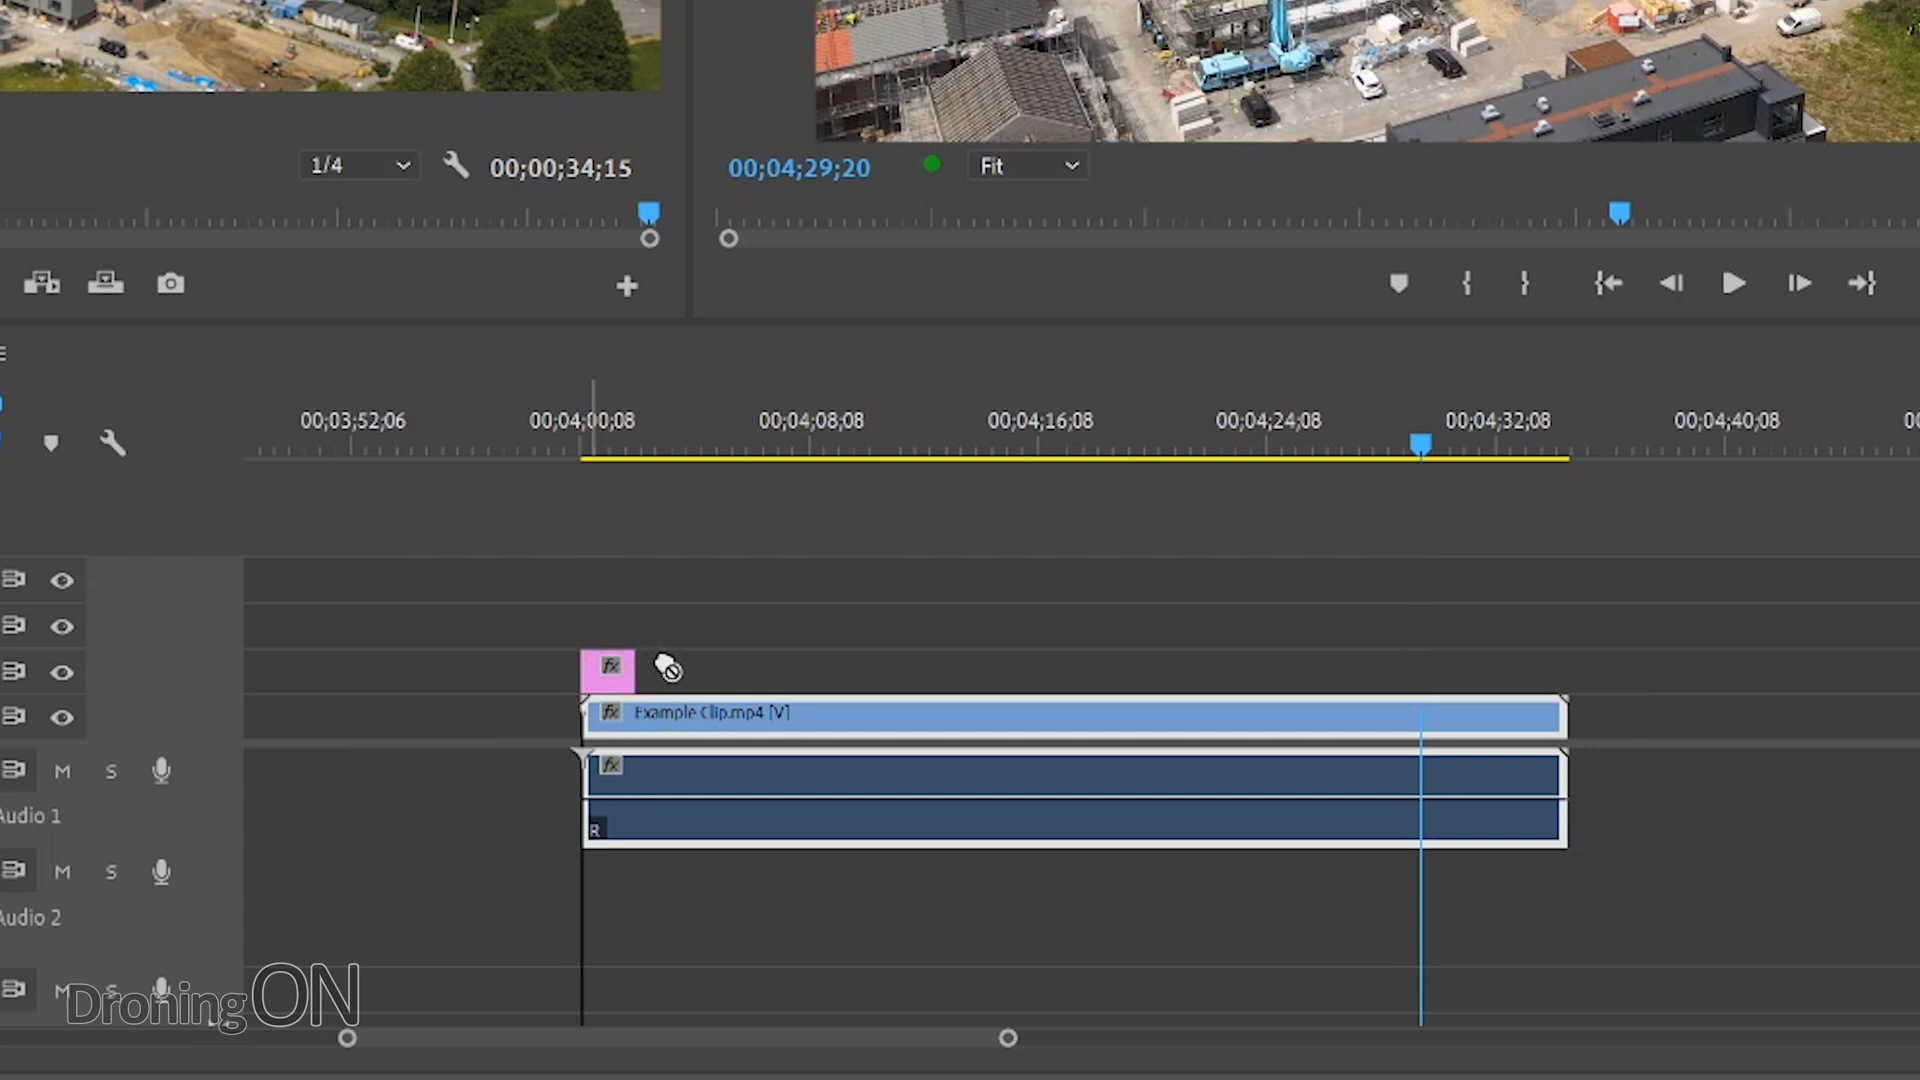 1/4
00;00;34;15
00;04;29;20
Fit
00;03;52;06
00;04;00;08
00;04;08;08
00;04;16;08
00;04;24;08
00;04;32;08
00;04;40;08
00
fx
fx Example Clip.mp4 [V]
M S
fx
Audio 1
R
M S
Audio 2
M S
DroningON